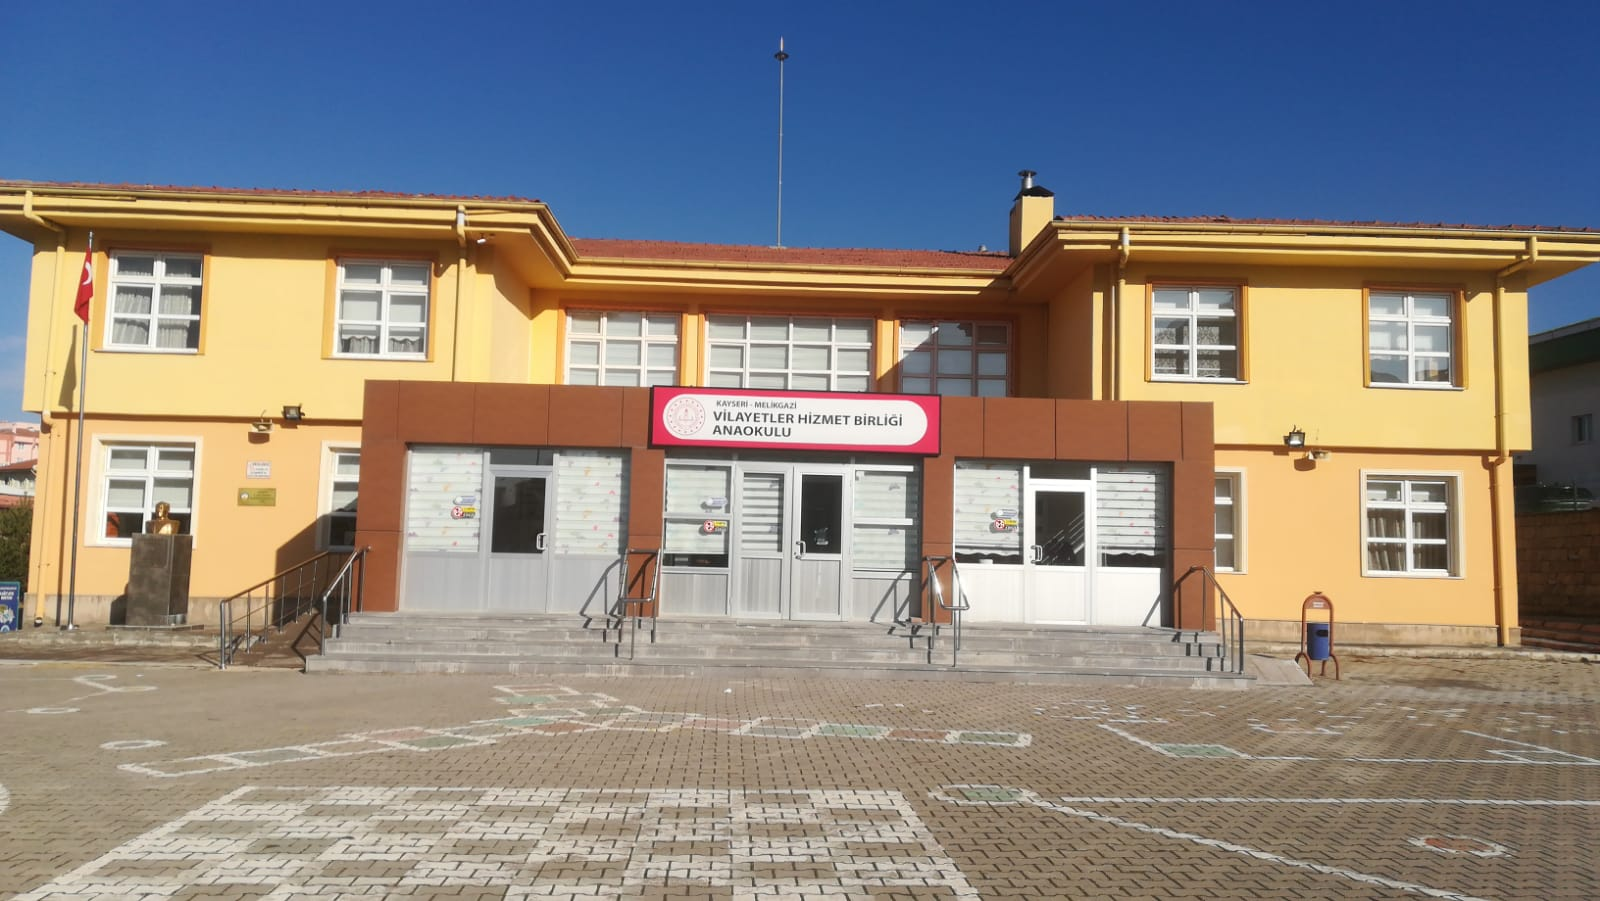 KAYSERİ - MELİKGAZİ
VİLAYETLER HİZMET BİRLİĞİ
ANAOKULU